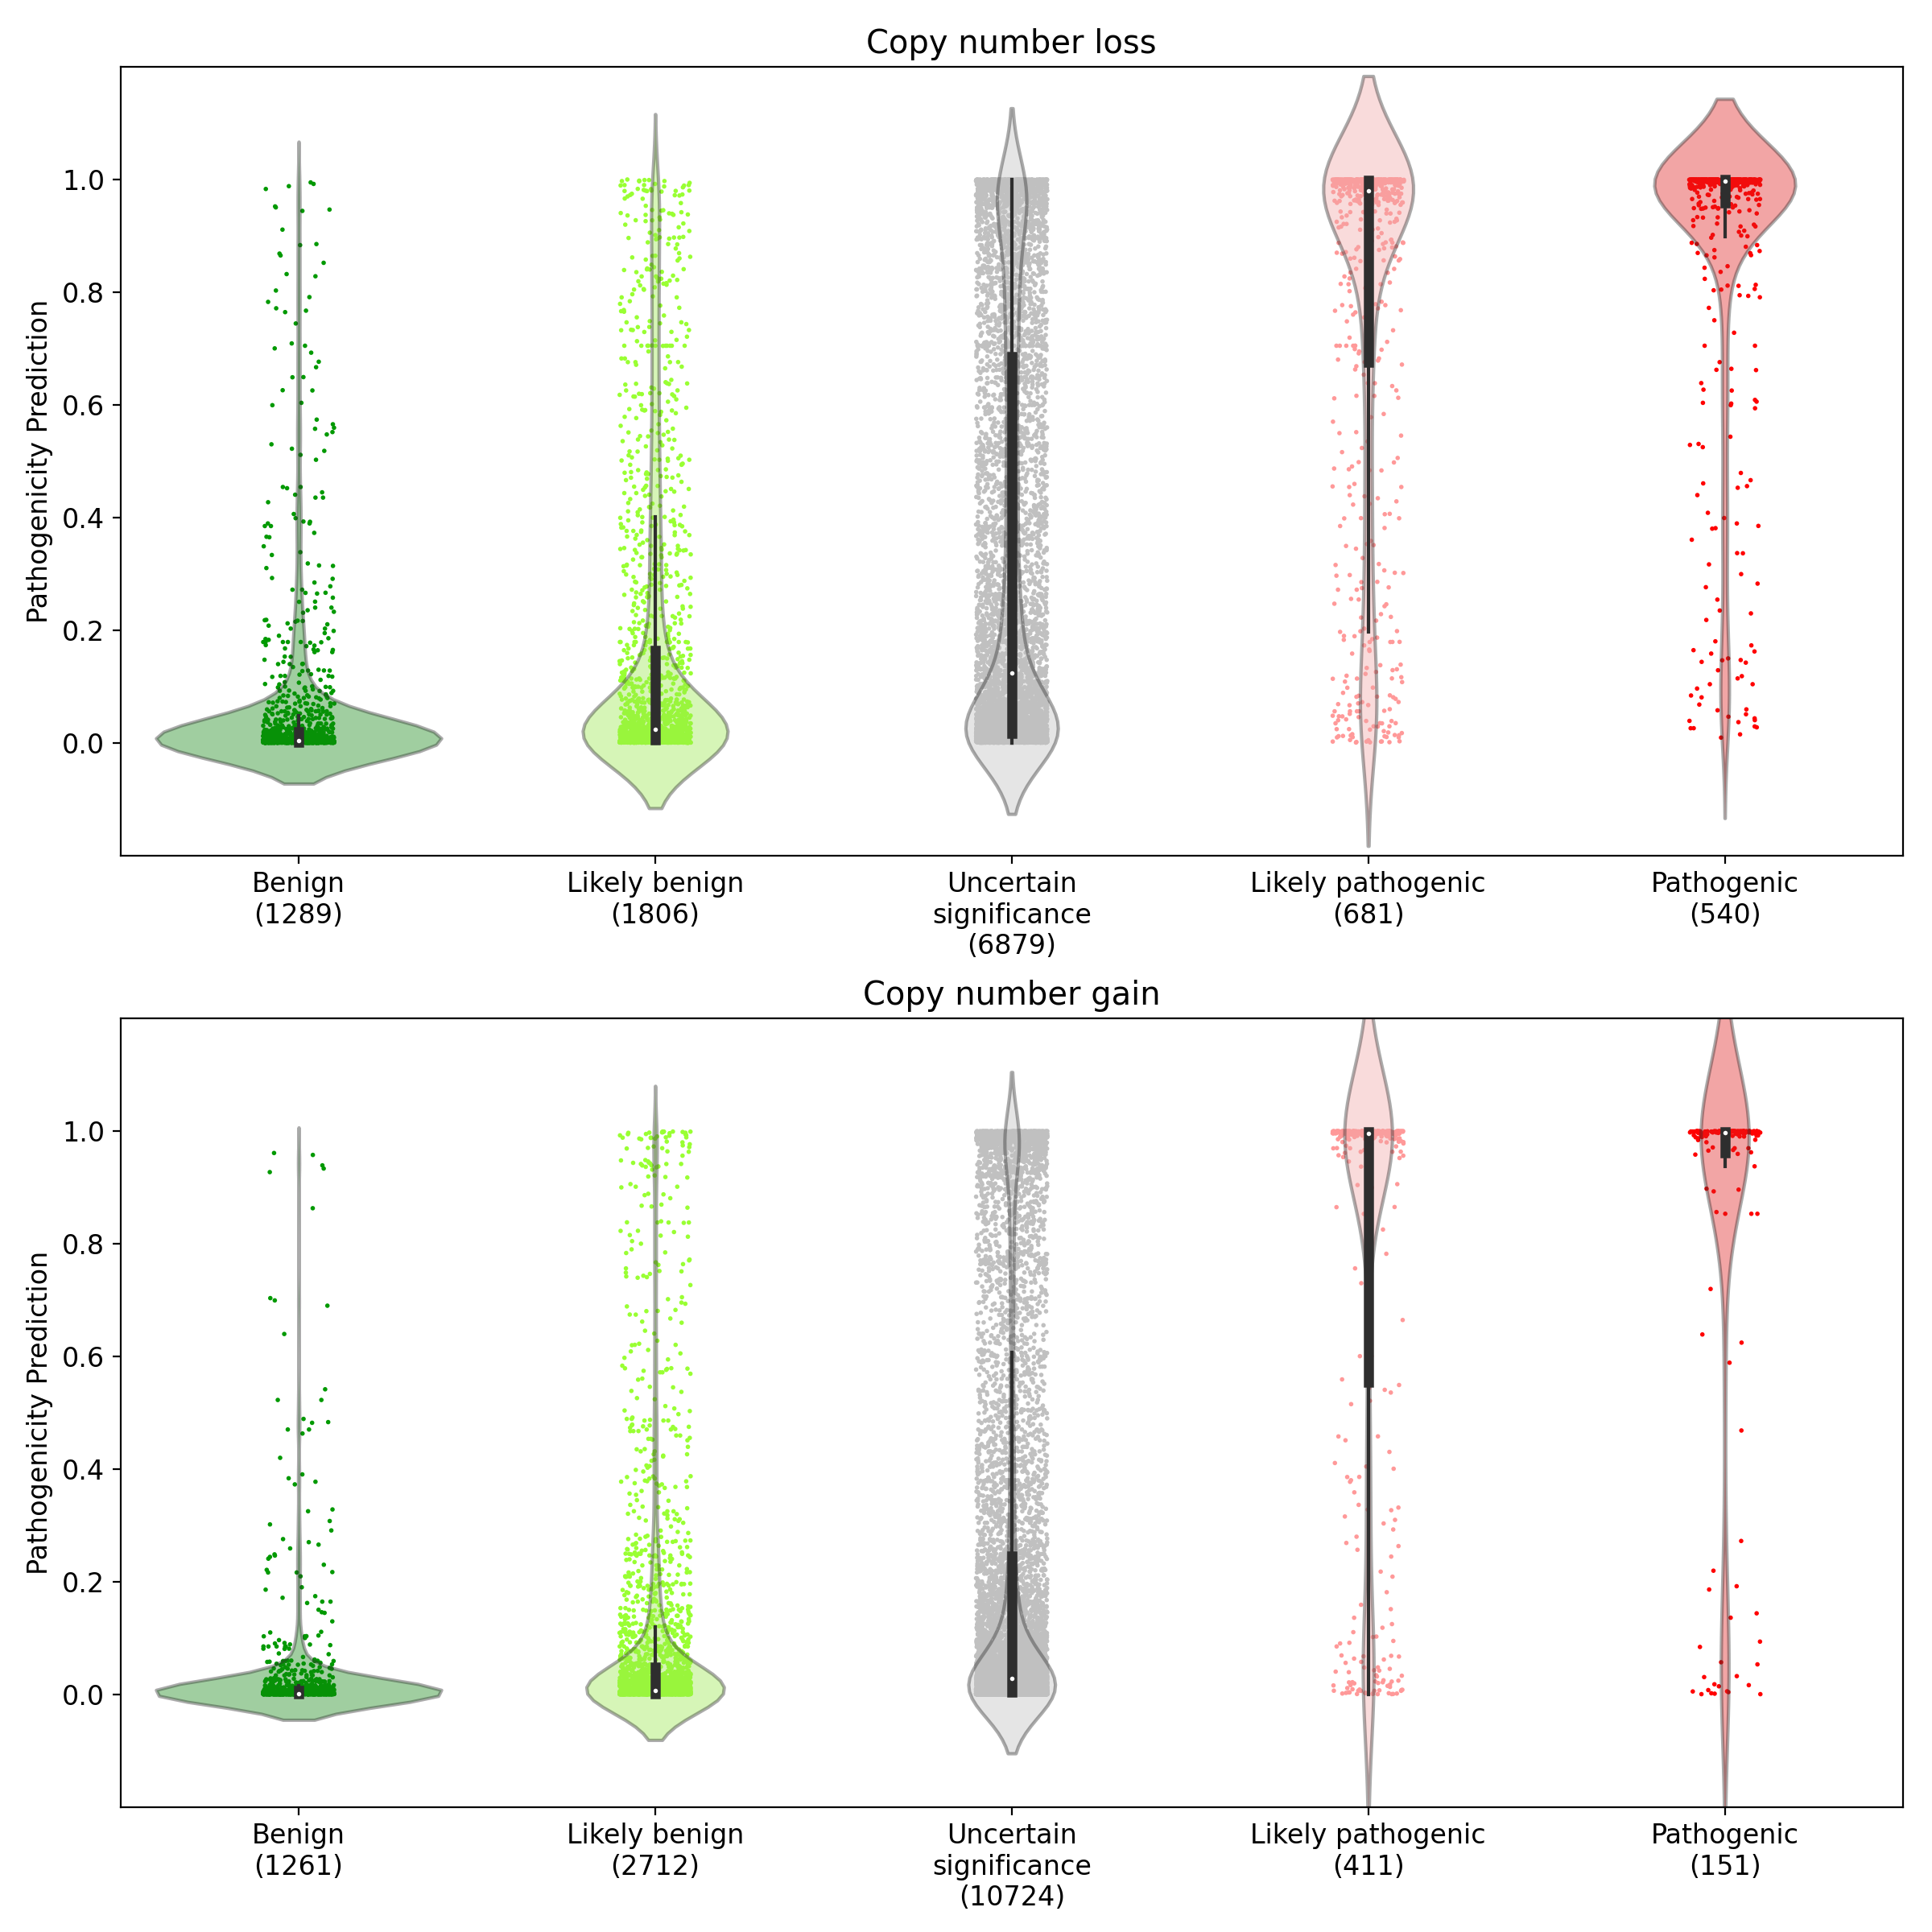 Copy number loss
Pathogenicity Prediction
1.0
0.8
0.6
0.4
0.2
0.0
Benign
(1289)
Likely benign
(1806)
Uncertain
significance
(6879)
Likely pathogenic
(681)
Pathogenic
(540)
Copy number gain
Pathogenicity Prediction
1.0
0.8
0.6
0.4
0.2
0.0
Benign
(1261)
Likely benign
(2712)
Uncertain
significance
(10724)
Likely pathogenic
(411)
Pathogenic
(151)